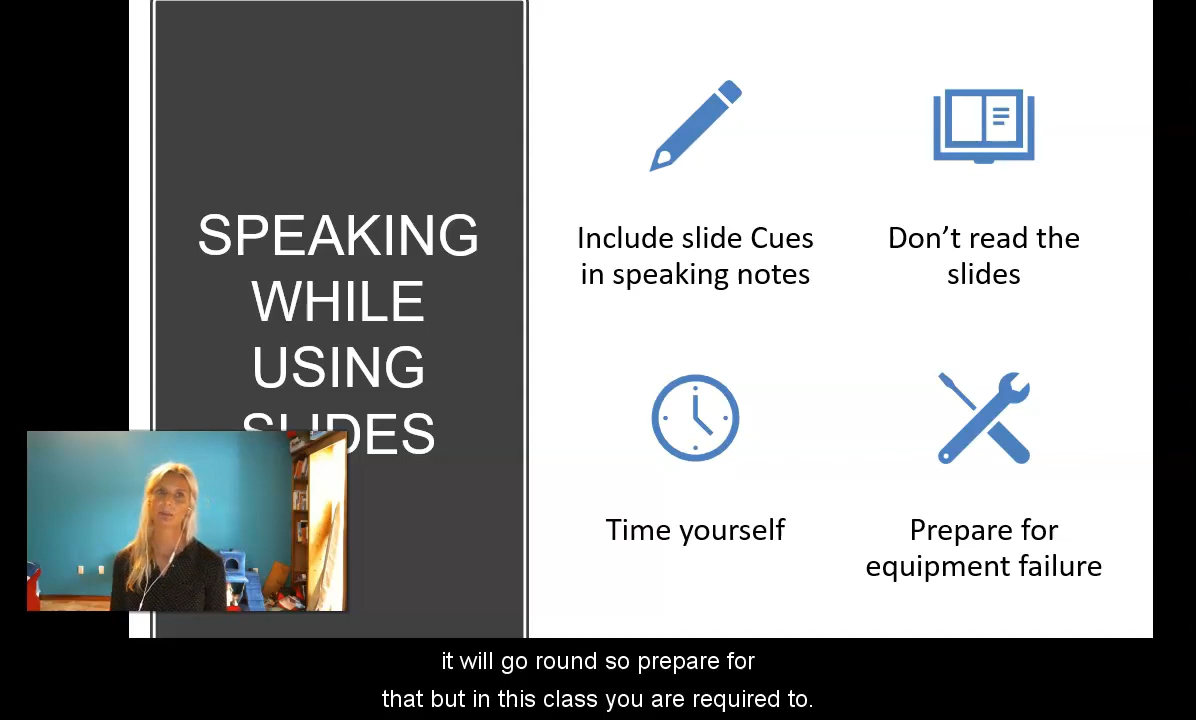 SPEAKING
WHILE
USING
SLIDES
Include slide Cues
in speaking notes
Don't read the
slides
Time yourself
Prepare for
equipment failure
it will go round so prepare for
that but in this class you are required to.